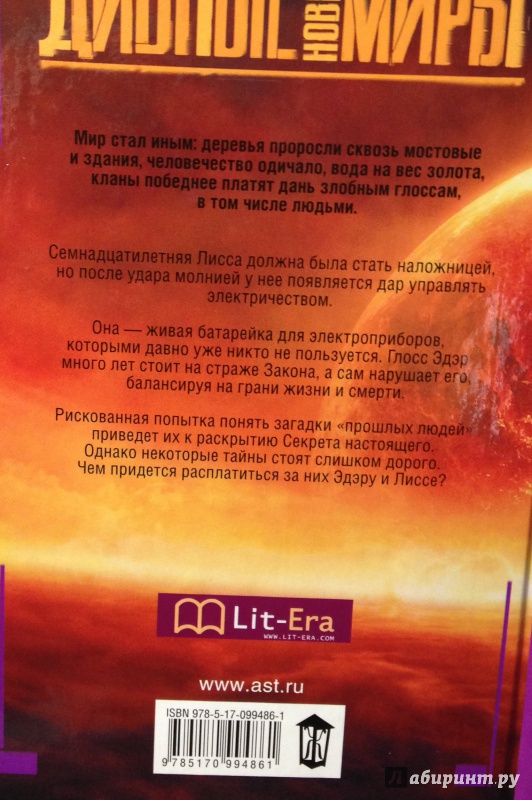 НОВЫЕ
МИРЫ
Мир стал иным: деревья проросли сквозь мостовые
и здания, человечество одичало, вода на вес золота,
кланы победнее платят дань злобным глоссам,
в том числе людьми.
Семнадцатилетняя Лисса должна была стать наложницей,
но после удара молнией у нее появляется дар управлять
электричеством.
Она — живая батарейка для электроприборов,
которыми давно уже никто не пользуется. Глосс Эдэр
много лет стоит на страже Закона, а сам нарушает его,
балансируя на грани жизни и смерти.
Рискованная попытка понять загадки «прошлых людей»
приведет их к раскрытию Секрета настоящего.
Однако некоторые тайны стоят слишком дорого.
Чем придется расплатиться за них Эдэру и Лиссе?
Lit-Era
WWW.LIT-ERA.COM
www.ast.ru
ISBN 978-5-17-099486-1
9785170994861
Ж
Лабиринт.ру